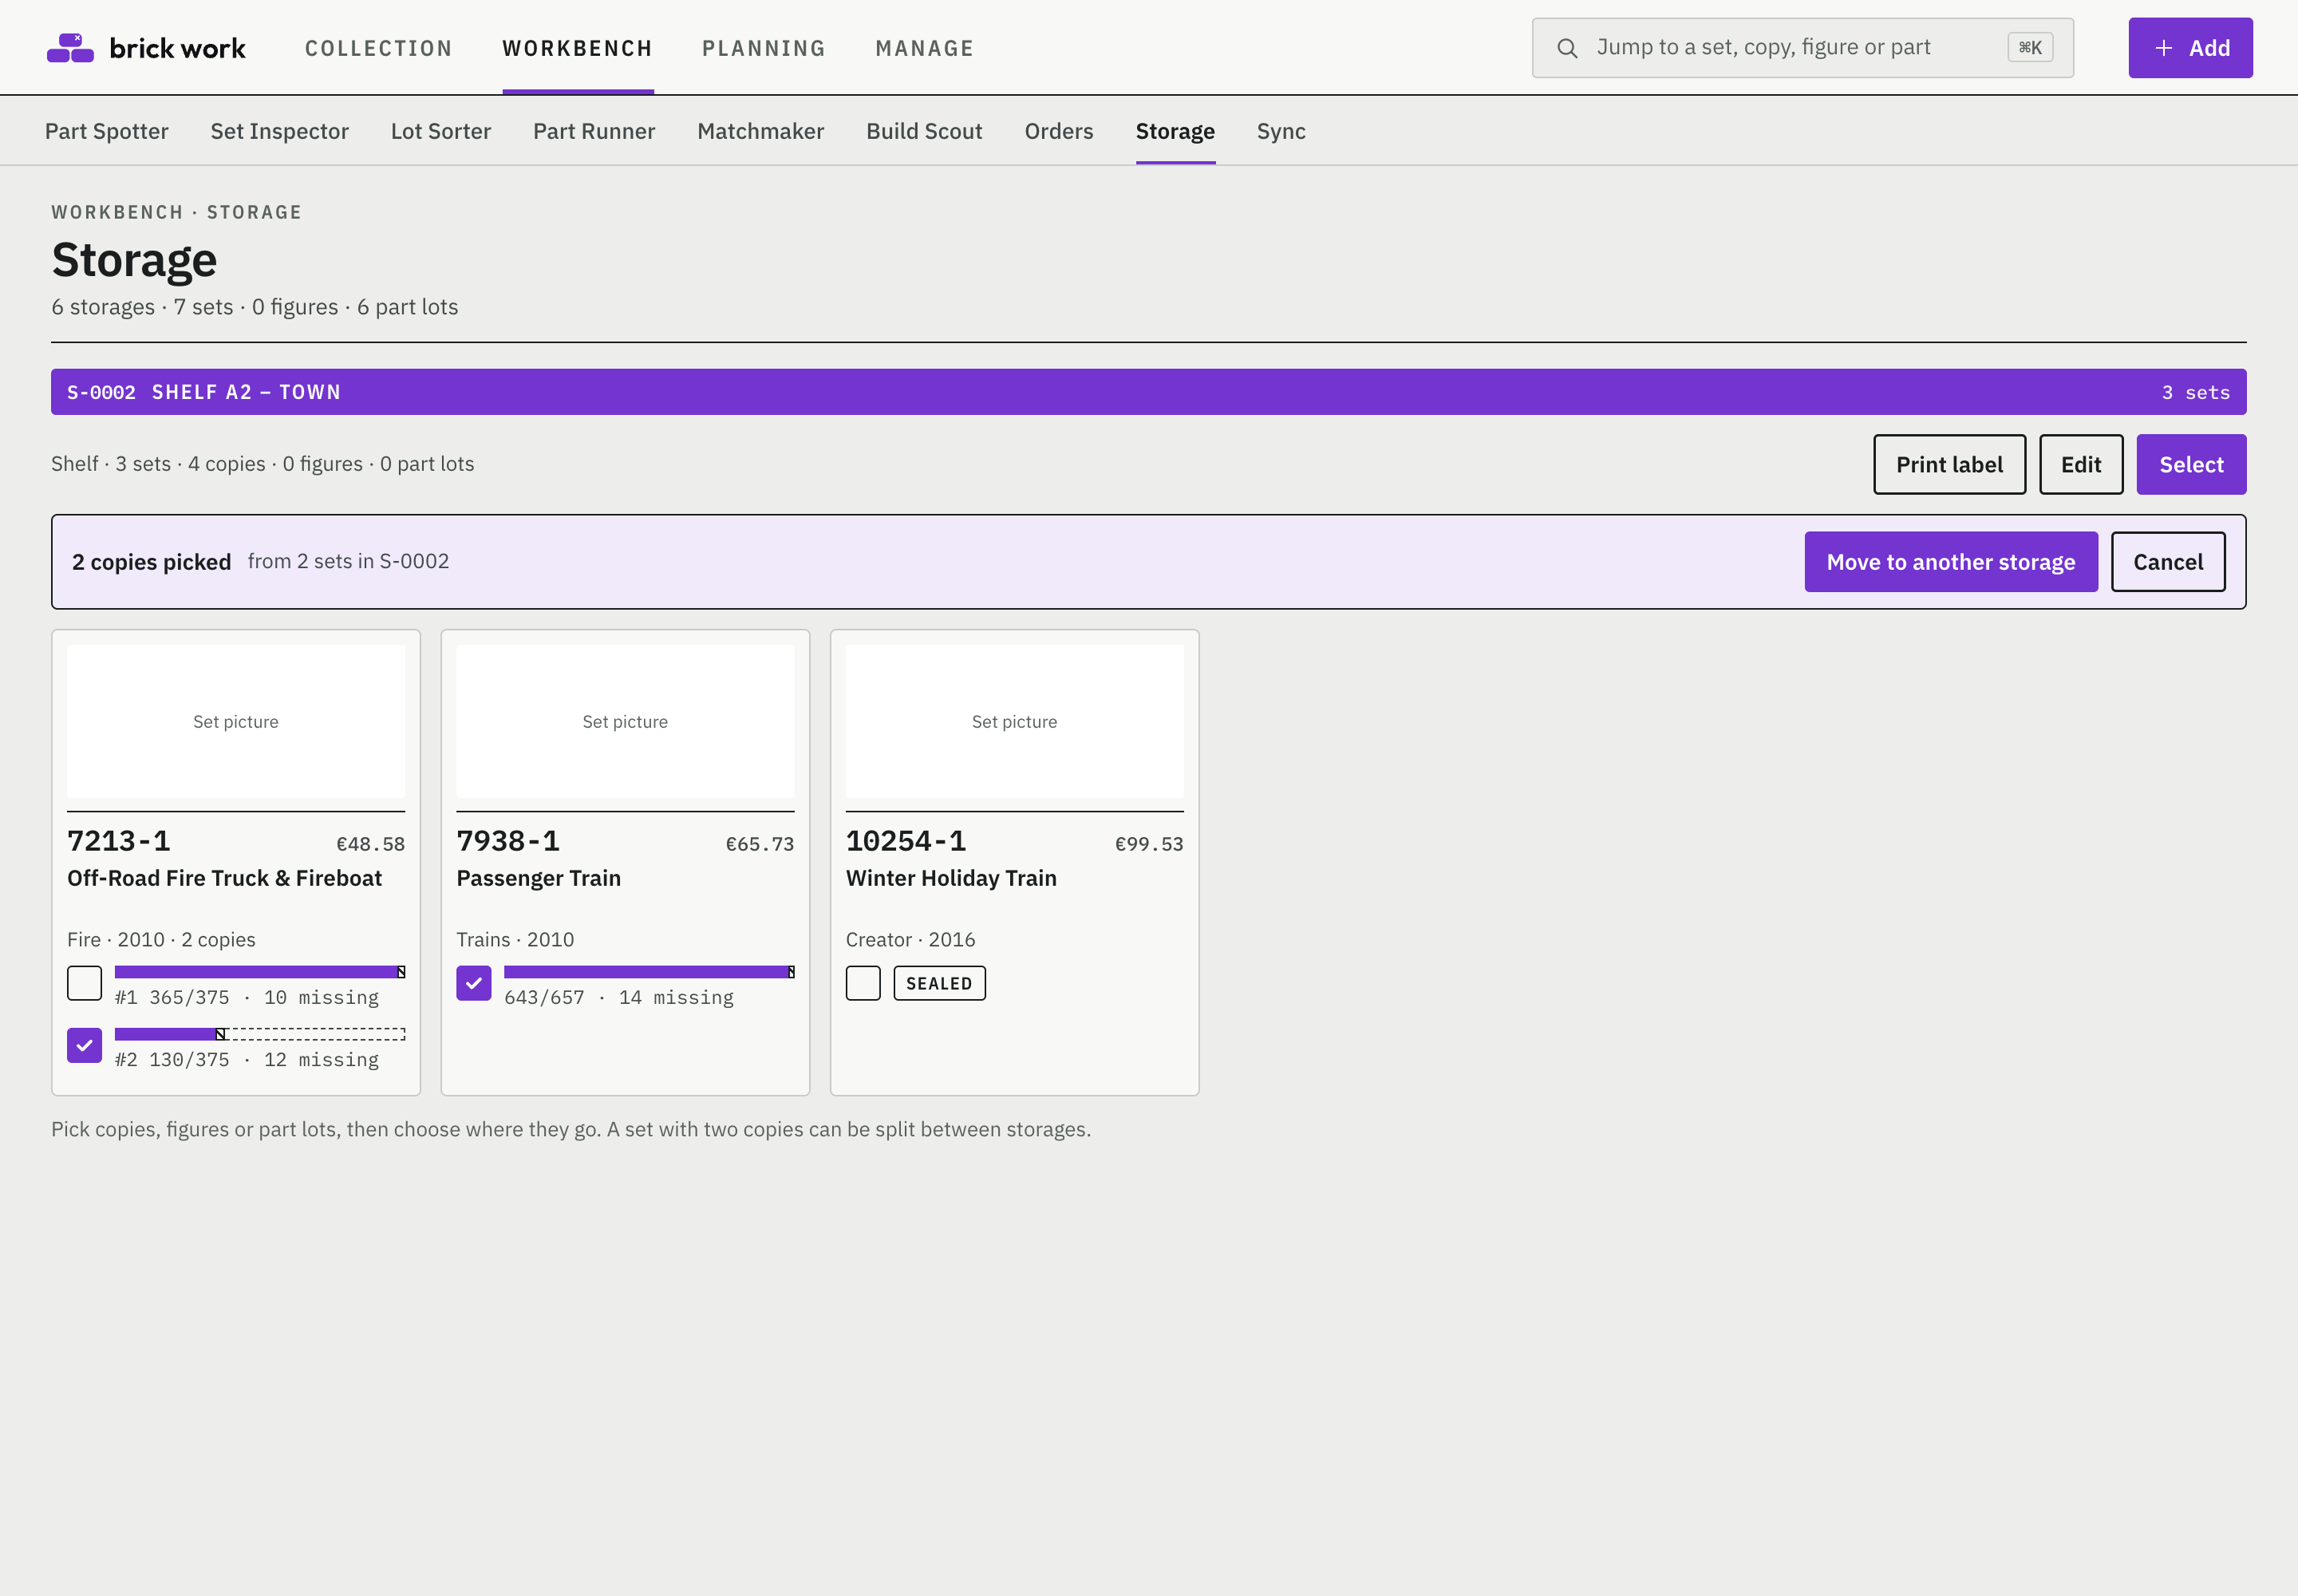 brick work COLLECTION WORKBENCH PLANNING MANAGE Jump to a set, copy, figure or part ⌘K + Add
Part Spotter Set Inspector Lot Sorter Part Runner Matchmaker Build Scout Orders Storage Sync
WORKBENCH · STORAGE
Storage
6 storages · 7 sets · 0 figures · 6 part lots
S-0002 SHELF A2 – TOWN 3 sets
Shelf · 3 sets · 4 copies · 0 figures · 0 part lots Print label Edit Select
2 copies picked from 2 sets in S-0002 Move to another storage Cancel
Set picture
7213-1 €48.58
Off-Road Fire Truck & Fireboat
Fire · 2010 · 2 copies
#1 365/375 · 10 missing
#2 130/375 · 12 missing
Set picture
7938-1 €65.73
Passenger Train
Trains · 2010
643/657 · 14 missing
Set picture
10254-1 €99.53
Winter Holiday Train
Creator · 2016
SEALED
Pick copies, figures or part lots, then choose where they go. A set with two copies can be split between storages.